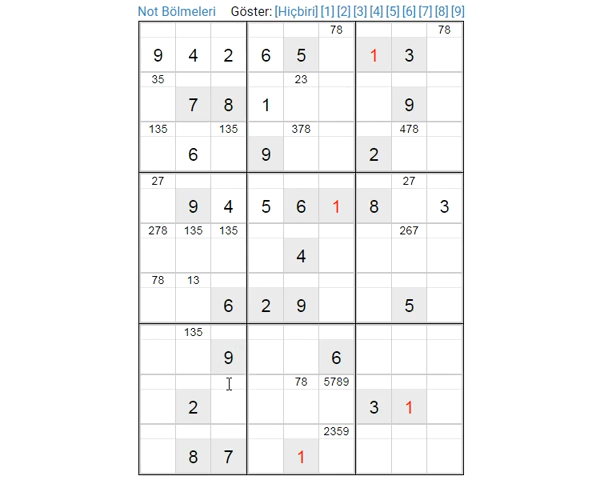 Not Bölmeleri Göster: [Hiçbiri] [1] [2] [3] [4] [5] [6] [7] [8] [9]
78 78
9 4 2 6 5 1 3
35 23
7 8 1 9
135 135 378 478
6 9 2
27 27
9 4 5 6 1 8 3
278 135 135 267
4
78 13
6 2 9 5
135
9 6
78 5789
2 3 1
2359
8 7 1